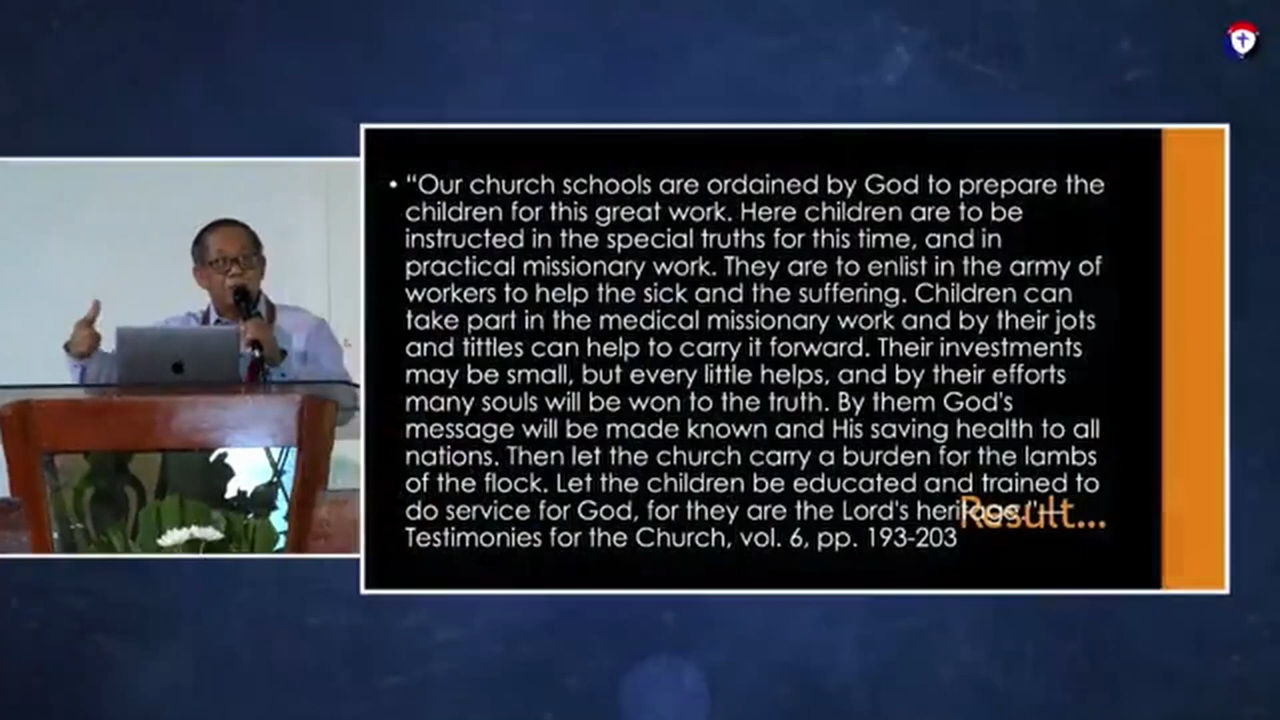 • “Our church schools are ordained by God to prepare the
children for this great work. Here children are to be
instructed in the special truths for this time, and in
practical missionary work. They are to enlist in the army of
workers to help the sick and the suffering. Children can
take part in the medical missionary work and by their jots
and tittles can help to carry it forward. Their investments
may be small, but every little helps, and by their efforts
many souls will be won to the truth. By them God's
message will be made known and His saving health to all
nations. Then let the church carry a burden for the lambs
of the flock. Let the children be educated and trained to
do service for God, for they are the Lord's heritage.”—
Testimonies for the Church, vol. 6, pp. 193-203
Result...